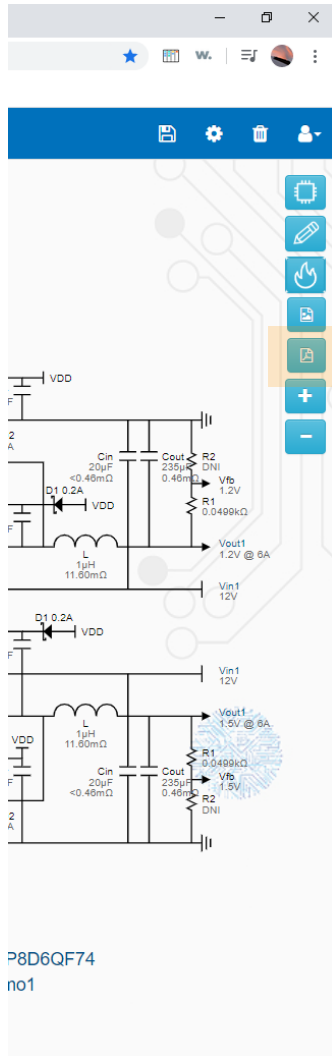 w.
VDD
F
2
A
Cin
20µF
<0.46mΩ
Cout
235µF
0.46mΩ
R2
DNI
Vfb
1.2V
R1
0.0499kΩ
D1 0.2A
VDD
F
L
1µH
11.60mΩ
Vout1
1.2V @ 6A
Vin1
12V
D1 0.2A
VDD
F
Vin1
12V
Vout1
1.5V @ 6A
L
1µH
11.60mΩ
VDD
R1
0.0499kΩ
Cin
20µF
<0.46mΩ
Cout
235µF
0.46mΩ
Vfb
1.5V
F
R2
DNI
2
A
P8D6QF74
mo1